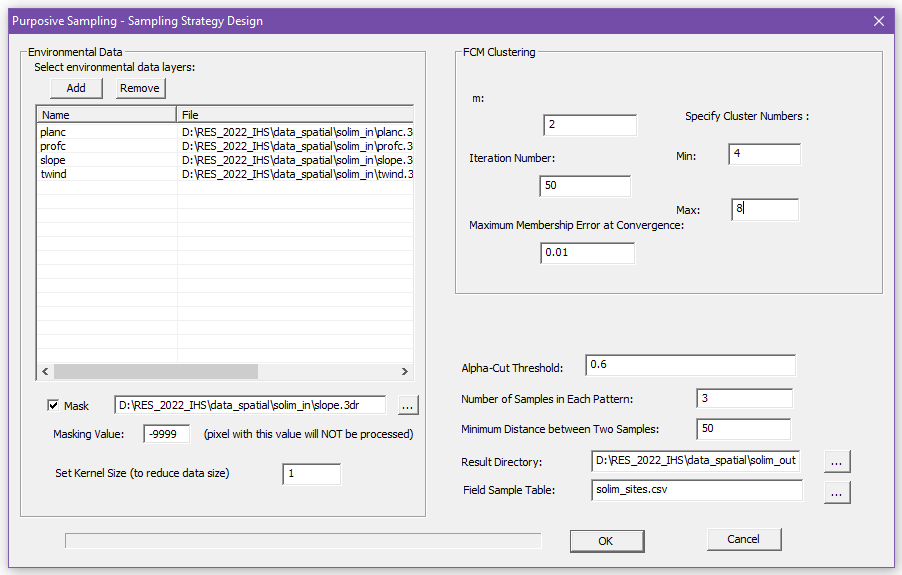 Purposive Sampling - Sampling Strategy Design
Environmental Data
Select environmental data layers:
Add
Remove
Name
File
planc
D:\RES_2022_IHS\data_spatial\solim_in\planc.3
profc
D:\RES_2022_IHS\data_spatial\solim_in\profc.3
slope
D:\RES_2022_IHS\data_spatial\solim_in\slope.3
twind
D:\RES_2022_IHS\data_spatial\solim_in\twind.3
Mask
D:\RES_2022_IHS\data_spatial\solim_in\slope.3dr
...
Masking Value:
-9999
(pixel with this value will NOT be processed)
Set Kernel Size (to reduce data size)
1
FCM Clustering
m:
2
Specify Cluster Numbers :
Iteration Number:
50
Min:
4
Max:
8
Maximum Membership Error at Convergence:
0.01
Alpha-Cut Threshold:
0.6
Number of Samples in Each Pattern:
3
Minimum Distance between Two Samples:
50
Result Directory:
D:\RES_2022_IHS\data_spatial\solim_out
...
Field Sample Table:
solim_sites.csv
...
OK
Cancel